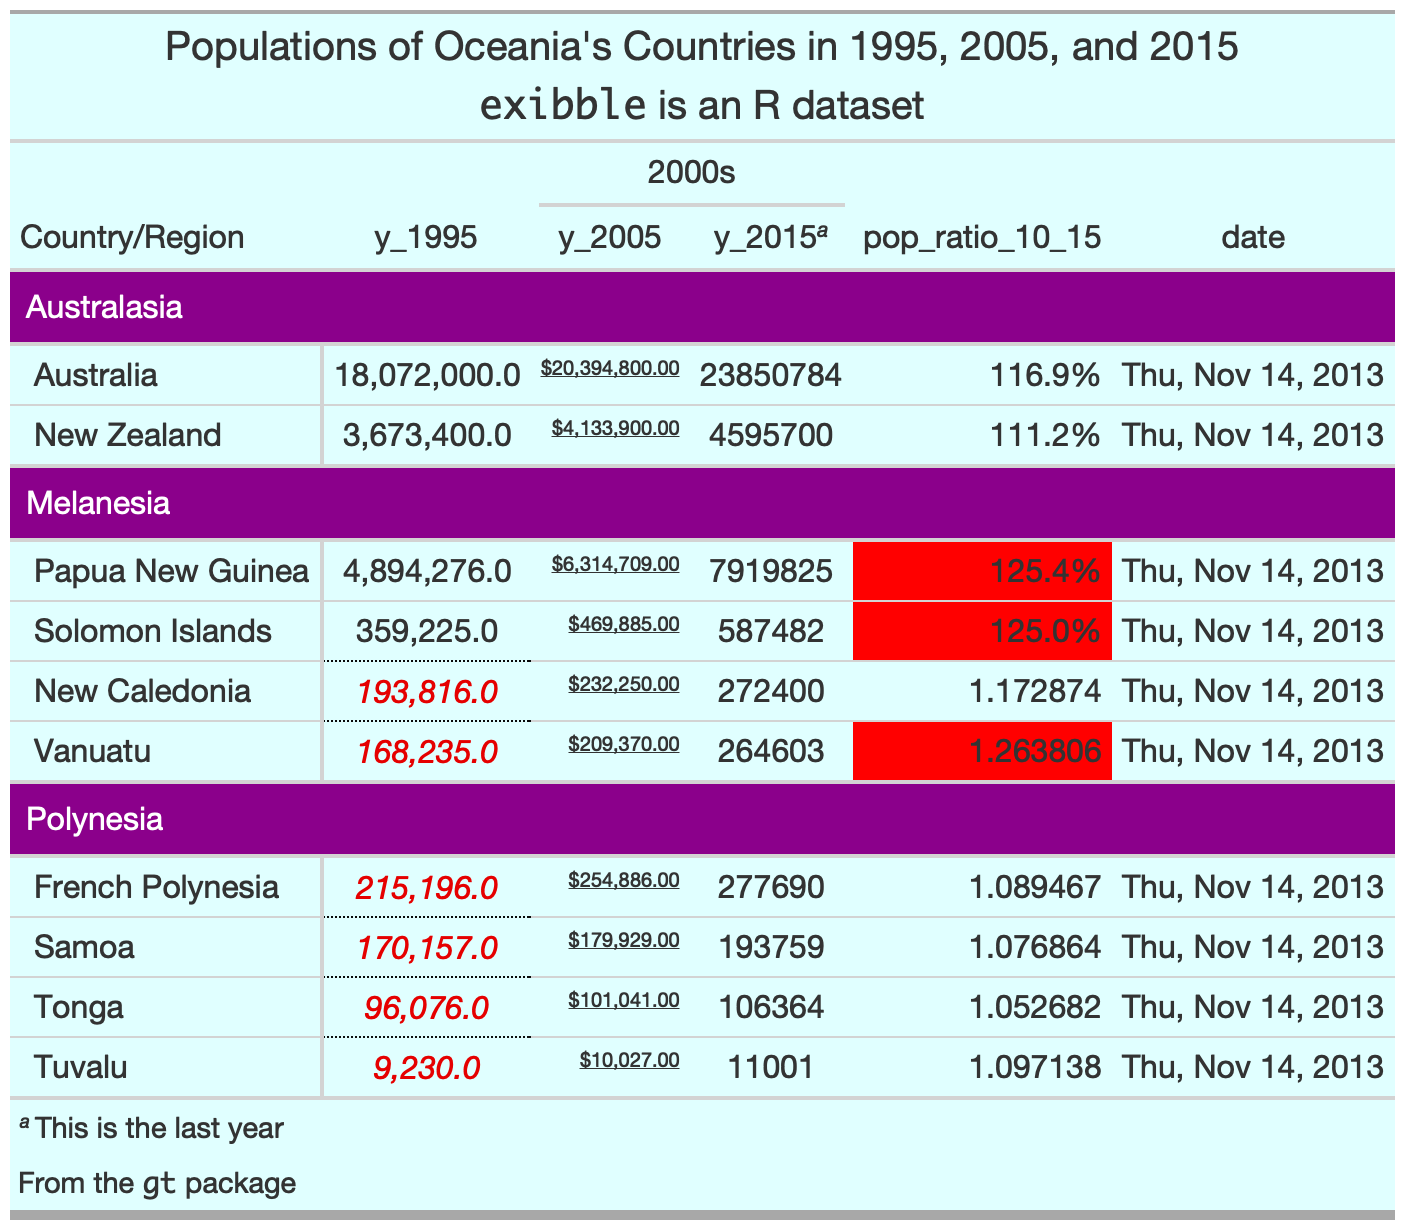 Populations of Oceania's Countries in 1995, 2005, and 2015
exibble is an R dataset
2000s
Country/Region y_1995 y_2005 y_2015a pop_ratio_10_15 date
Australasia
Australia 18,072,000.0 $20,394,800.00 23850784 116.9% Thu, Nov 14, 2013
New Zealand 3,673,400.0 $4,133,900.00 4595700 111.2% Thu, Nov 14, 2013
Melanesia
Papua New Guinea 4,894,276.0 $6,314,709.00 7919825 125.4% Thu, Nov 14, 2013
Solomon Islands 359,225.0 $469,885.00 587482 125.0% Thu, Nov 14, 2013
New Caledonia 193,816.0 $232,250.00 272400 1.172874 Thu, Nov 14, 2013
Vanuatu 168,235.0 $209,370.00 264603 1.263806 Thu, Nov 14, 2013
Polynesia
French Polynesia 215,196.0 $254,886.00 277690 1.089467 Thu, Nov 14, 2013
Samoa 170,157.0 $179,929.00 193759 1.076864 Thu, Nov 14, 2013
Tonga 96,076.0 $101,041.00 106364 1.052682 Thu, Nov 14, 2013
Tuvalu 9,230.0 $10,027.00 11001 1.097138 Thu, Nov 14, 2013
a This is the last year
From the gt package